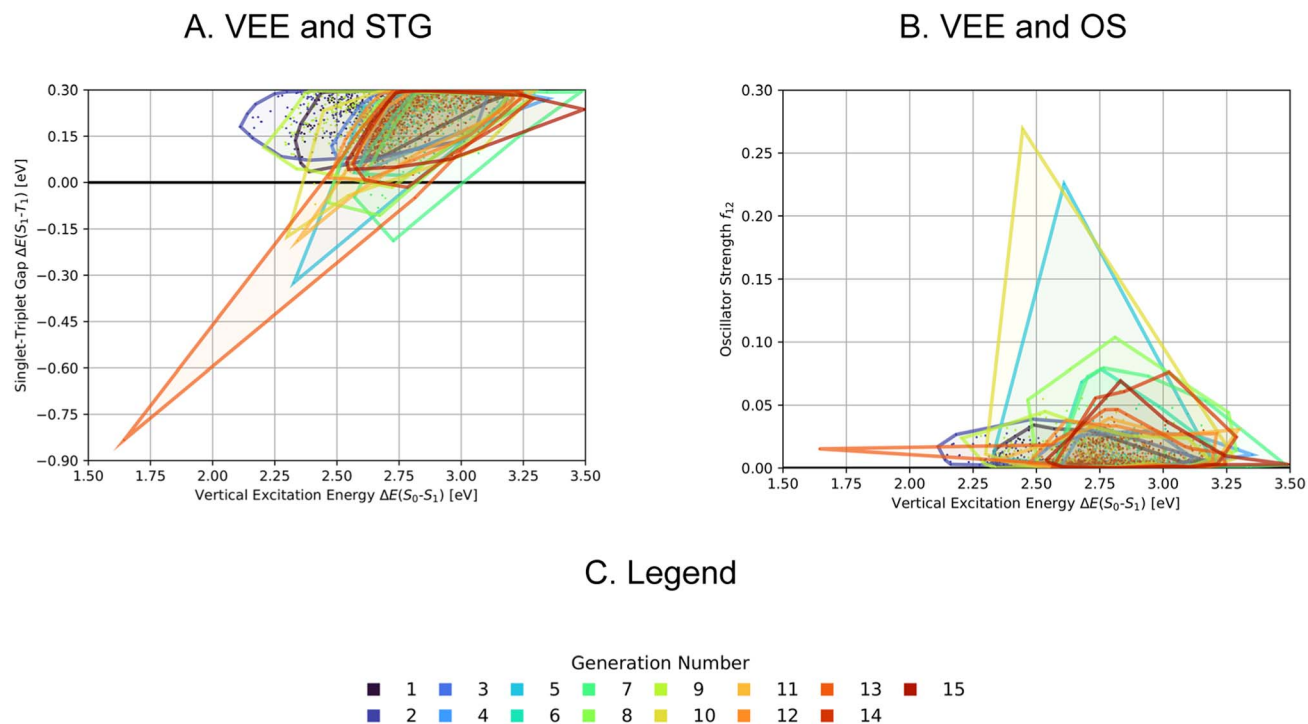 A. VEE and STG
B. VEE and OS
0.30
0.15
0.00
−0.15
−0.30
−0.45
−0.60
−0.75
−0.90
Singlet-Triplet Gap ΔE(S₁-T₁) [eV]
1.50 1.75 2.00 2.25 2.50 2.75 3.00 3.25 3.50
Vertical Excitation Energy ΔE(S₀-S₁) [eV]
0.30
0.25
0.20
0.15
0.10
0.05
0.00
Oscillator Strength f₁₂
1.50 1.75 2.00 2.25 2.50 2.75 3.00 3.25 3.50
Vertical Excitation Energy ΔE(S₀-S₁) [eV]
C. Legend
Generation Number
1 3 5 7 9 11 13 15
2 4 6 8 10 12 14